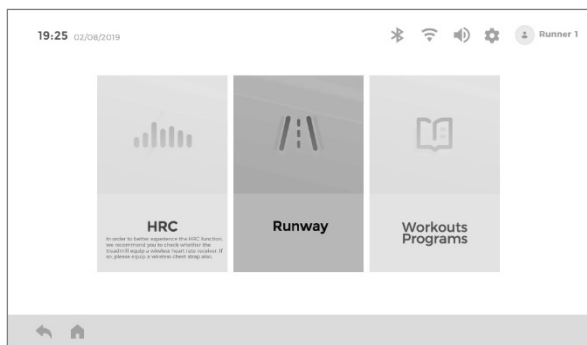 19:25 02/08/2019
Runner 1
HRC
In order to better experience the HRC function,
we recommend you to check whether the
treadmill equip a wireless heart rate receiver. If
so, please equip a wireless chest strap also.
Runway
Workouts
Programs